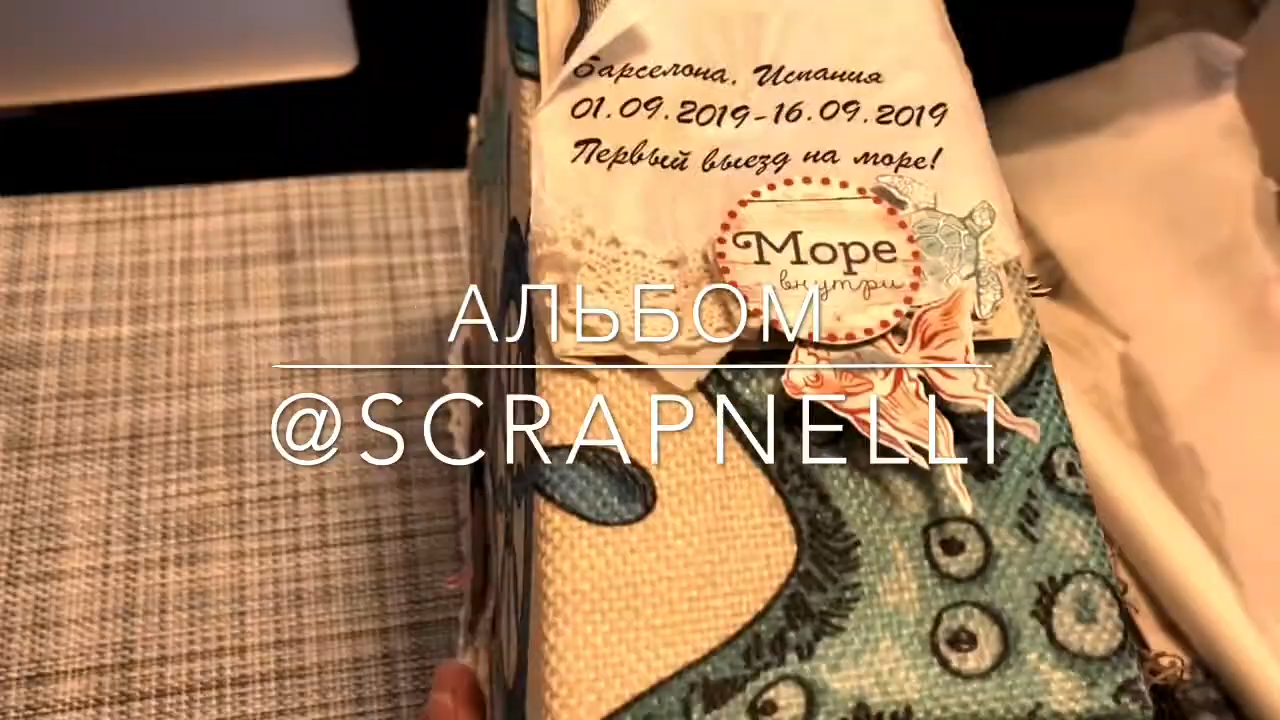 Барселона, Испания
01.09.2019-16.09.2019
Первый выезд на море!
Море
внутри
АЛЬБОМ
@SCRAPNELLI